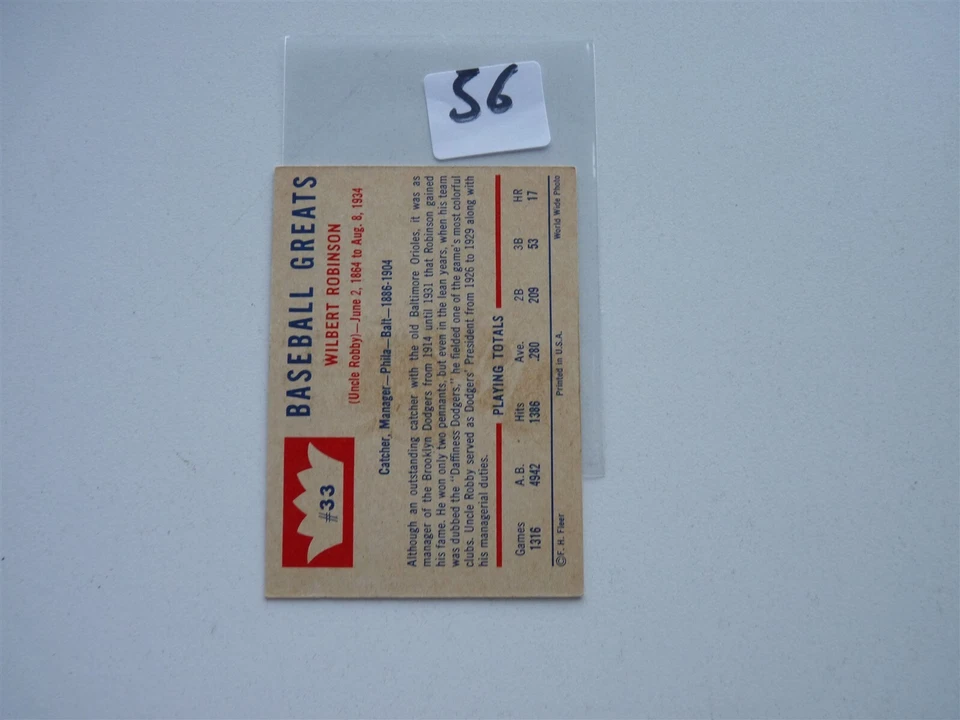 56
#33
BASEBALL GREATS
WILBERT ROBINSON
(Uncle Robby)—June 2, 1864 to Aug. 8, 1934
Catcher, Manager—Phila—Balt—1886-1904
Although an outstanding catcher with the old Baltimore Orioles, it was as
manager of the Brooklyn Dodgers from 1914 until 1931 that Robinson gained
his fame. He won only two pennants, but even in the lean years, when his team
was dubbed the "Daffiness Dodgers," he fielded one of the game's most colorful
clubs. Uncle Robby served as Dodgers' President from 1926 to 1929 along with
his managerial duties.
PLAYING TOTALS
Games A.B. Hits Ave. 2B 3B HR
1316 4942 1386 .280 209 53 17
©F. H. Fleer Printed in U.S.A. World Wide Photo